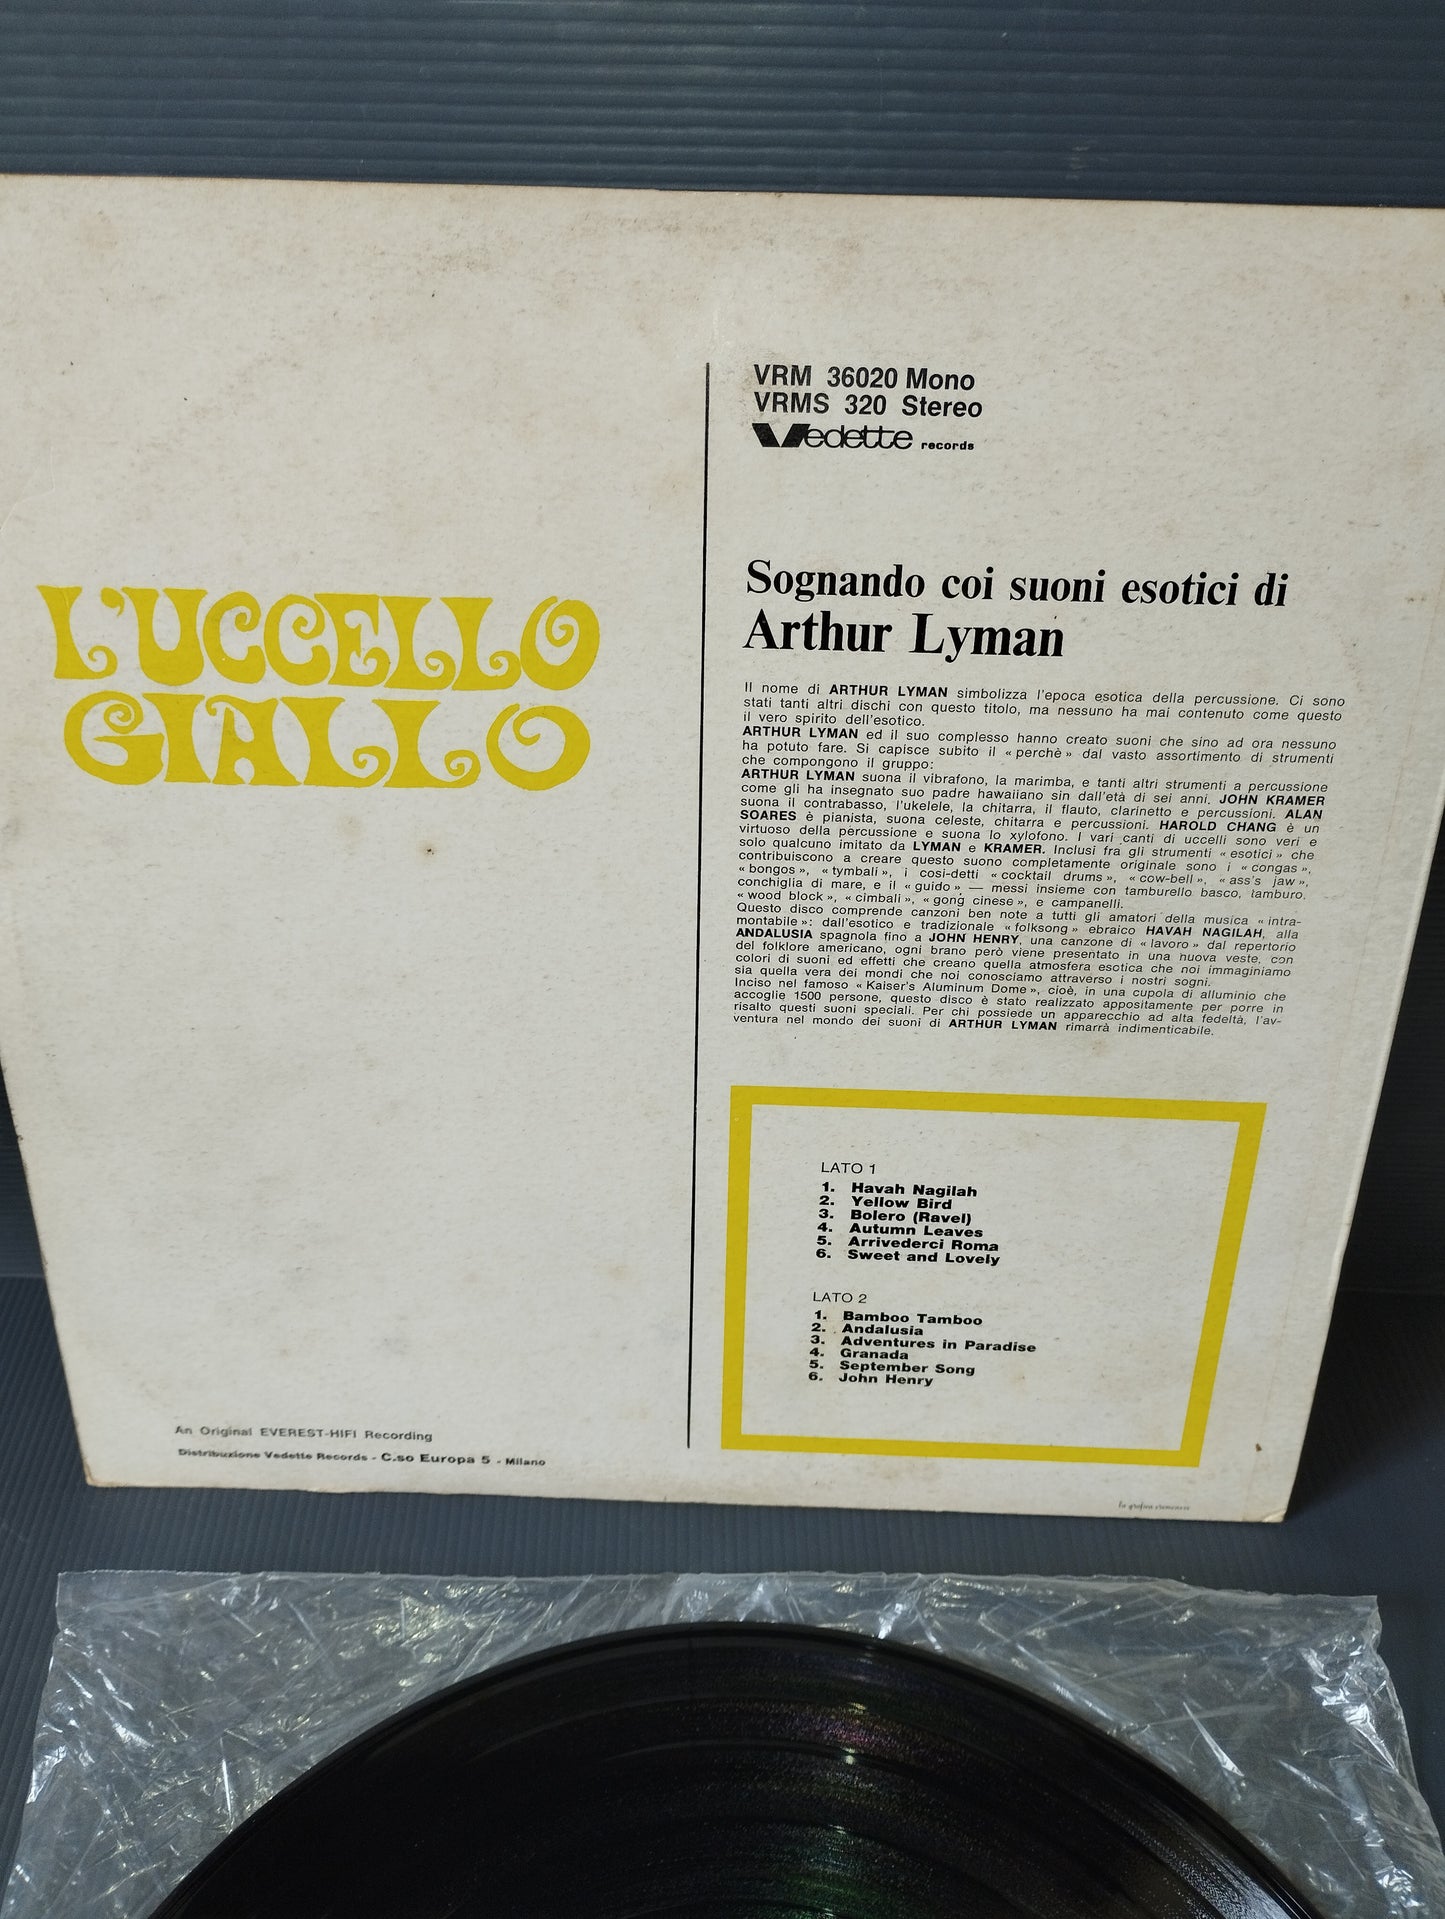 L'UCCELLO
GIALLO
An Original EVEREST-HIFI Recording
Distribuzione Vedette Records - C.so Europa 5 - Milano
VRM 36020 Mono
VRMS 320 Stereo
Vedette records
Sognando coi suoni esotici di
Arthur Lyman
Il nome di ARTHUR LYMAN simbolizza l'epoca esotica della percussione. Ci sono
stati tanti altri dischi con questo titolo, ma nessuno ha mai contenuto come questo
il vero spirito dell'esotico.
ARTHUR LYMAN ed il suo complesso hanno creato suoni che sino ad ora nessuno
ha potuto fare. Si capisce subito il « perchè » dal vasto assortimento di strumenti
che compongono il gruppo:
ARTHUR LYMAN suona il vibrafono, la marimba, e tanti altri strumenti a percussione
come gli ha insegnato suo padre hawaiiano sin dall'età di sei anni. JOHN KRAMER
suona il contrabasso, l'ukelele, la chitarra, il flauto, clarinetto e percussioni. ALAN
SOARES è pianista, suona celeste, chitarra e percussioni. HAROLD CHANG è un
virtuoso della percussione e suona lo xylofono. I vari canti di uccelli sono veri e
solo qualcuno imitato da LYMAN e KRAMER. Inclusi fra gli strumenti « esotici » che
contribuiscono a creare questo suono completamente originale sono i « congas »,
« bongos », « tymbali », i cosi-detti « cocktail drums », « cow-bell », « ass's jaw »,
conchiglia di mare, e il « guido » — messi insieme con tamburello basco, tamburo,
« wood block », « cimbali », « gong cinese », e campanelli.
Questo disco comprende canzoni ben note a tutti gli amatori della musica « intra-
montabile »: dall'esotico e tradizionale « folksong » ebraico HAVAH NAGILAH, alla
ANDALUSIA spagnola fino a JOHN HENRY, una canzone di « lavoro » dal repertorio
del folklore americano, ogni brano però viene presentato in una nuova veste, con
colori di suoni ed effetti che creano quella atmosfera esotica che noi immaginiamo
sia quella vera dei mondi che noi conosciamo attraverso i nostri sogni.
Inciso nel famoso « Kaiser's Aluminum Dome », cioè, in una cupola di alluminio che
accoglie 1500 persone, questo disco è stato realizzato appositamente per porre in
risalto questi suoni speciali. Per chi possiede un apparecchio ad alta fedeltà, l'av-
ventura nel mondo dei suoni di ARTHUR LYMAN rimarrà indimenticabile.
LATO 1
1. Havah Nagilah
2. Yellow Bird
3. Bolero (Ravel)
4. Autumn Leaves
5. Arrivederci Roma
6. Sweet and Lovely
LATO 2
1. Bamboo Tamboo
2. Andalusia
3. Adventures in Paradise
4. Granada
5. September Song
6. John Henry
la grafica cremonese